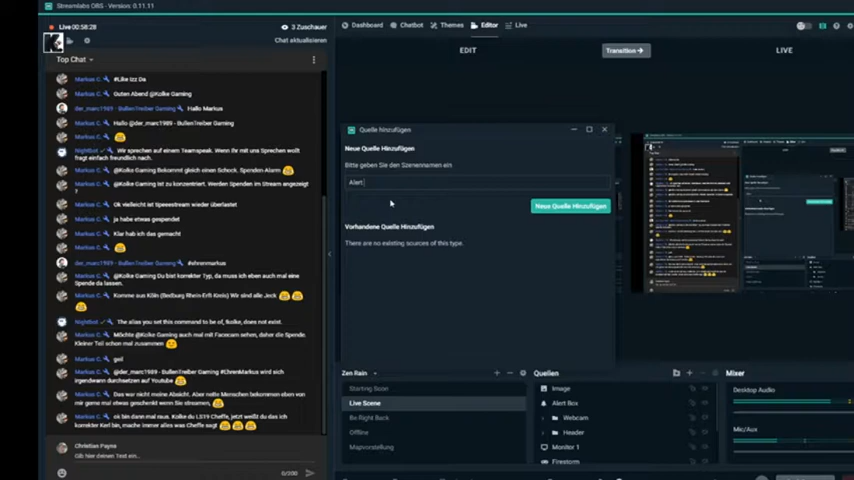 Streamlabs OBS - Version: 0.11.11
Live 00:58:28
3 Zuschauer
Chat aktualisieren
Top Chat
Markus C. #Like Izz Da
Markus C. Guten Abend @Kolke Gaming
der_marc1989 - BullenTreiber Gaming Hallo Markus
Markus C. Hallo @der_marc1989 - BullenTreiber Gaming
Markus C.
Nightbot Wir sprechen auf einem Teamspeak. Wenn ihr mit uns Sprechen wollt
fragt einfach freundlich nach.
Markus C. @Kolke Gaming Bekommt gleich einen Schock. Spenden-Alarm
Markus C. @Kolke Gaming ist zu konzentriert. Werden Spenden im Stream angezeigt
?
Markus C. Ok vielleicht ist Speeestream wieder überlastet
Markus C. ja habe etwas gespendet
Markus C. Klar hab ich das gemacht
Markus C.
der_marc1989 - BullenTreiber Gaming #ehrenmarkus
Markus C. @Kolke Gaming Du bist korrekter Typ, da muss ich eben auch mal eine
Spende da lassen.
Markus C. Komme aus Köln (Bedburg Rhein Erft Kreis) Wir sind alle Jeck
Nightbot The alias you set this command to be of, !kolke, does not exist.
Markus C. Möchte @Kolke Gaming auch mal mit Facecam sehen, daher die Spende.
Kleiner Teil schon mal zusammen
Markus C. geil
Markus C. @der_marc1989 - BullenTreiber Gaming #EhrenMarkus wird sich
irgendwann durchsetzen auf Youtube
Markus C. Das war nicht meine Absicht. Aber nette Menschen bekommen eben von
mir gerne mal etwas geschenkt wenn Sie streamen,
Markus C. ok bin dann mal raus. Kolke du LS19 Cheffe, jetzt weißt du das ich
korrekter Kerl bin, mache immer alles was Cheffe segt
Christian Payne
Gib hier deinen Text ein...
0/200
Dashboard
Chatbot
Themes
Editor
Live
EDIT
Transition
LIVE
Quelle hinzufügen
Neue Quelle Hinzufügen
Bitte geben Sie den Szenennamen ein
Alert
Neue Quelle Hinzufügen
Vorhandene Quelle Hinzufügen
There are no existing sources of this type.
Zen Rain
Starting Soon
Live Scene
Be Right Back
Offline
Mapvorstellung
Quellen
Image
Alert Box
Webcam
Header
Monitor 1
Firestorm
Mixer
Desktop Audio
Mic/Aux